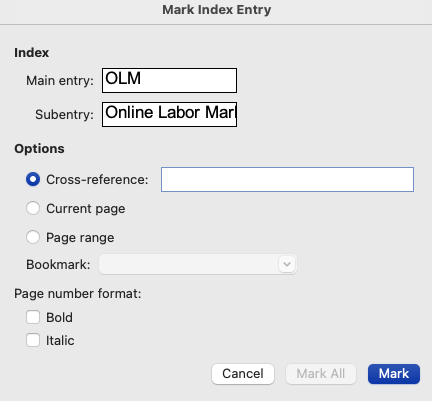 Mark Index Entry
Index
Main entry: OLM
Subentry: Online Labor Mar
Options
Cross-reference:
Current page
Page range
Bookmark:
Page number format:
Bold
Italic
Cancel Mark All Mark